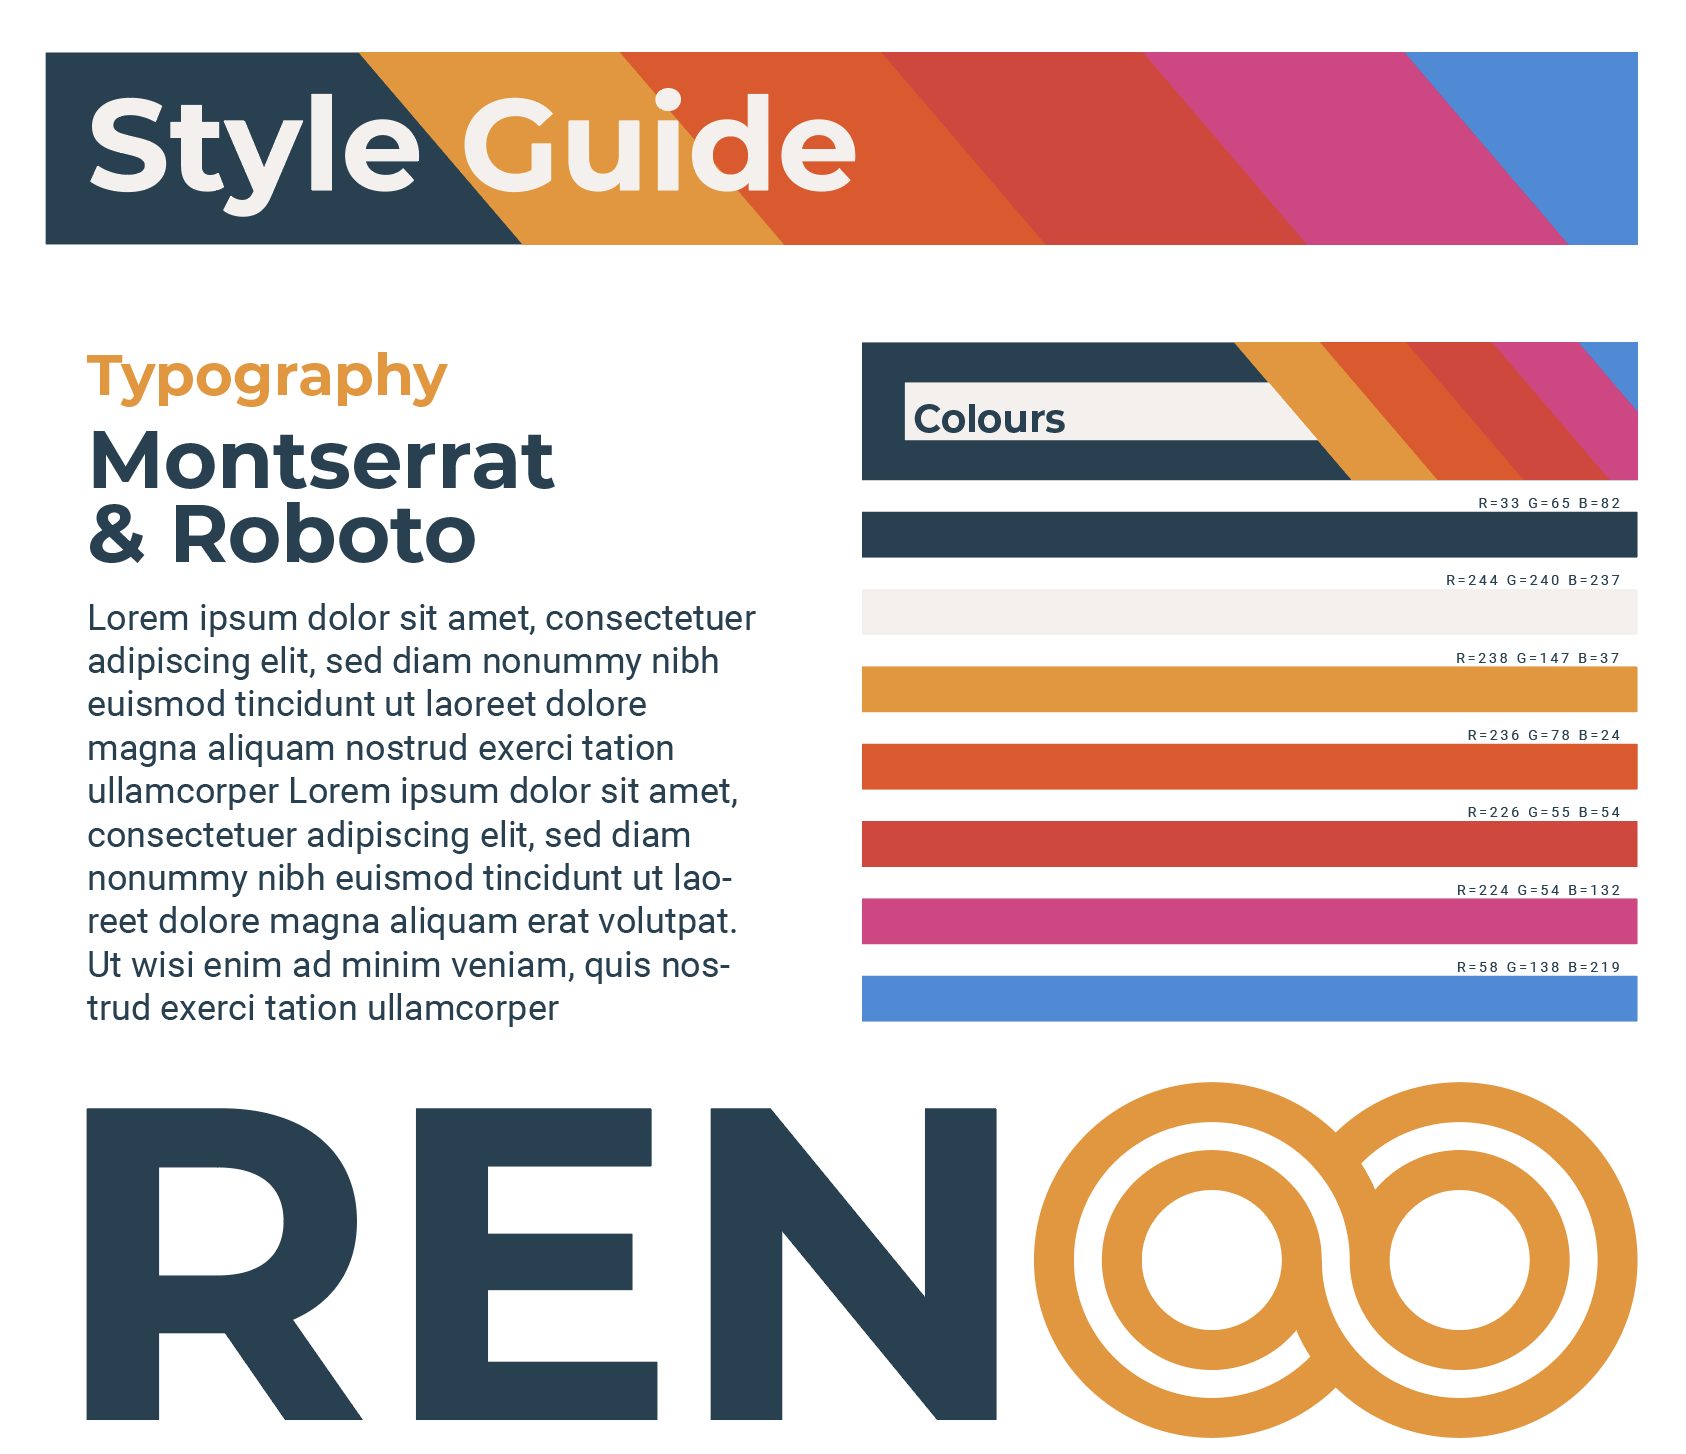 Style Guide
Typography
Montserrat
& Roboto
Lorem ipsum dolor sit amet, consectetuer
adipiscing elit, sed diam nonummy nibh
euismod tincidunt ut laoreet dolore
magna aliquam nostrud exerci tation
ullamcorper Lorem ipsum dolor sit amet,
consectetuer adipiscing elit, sed diam
nonummy nibh euismod tincidunt ut lao-
reet dolore magna aliquam erat volutpat.
Ut wisi enim ad minim veniam, quis nos-
trud exerci tation ullamcorper
Colours
R=33 G=65 B=82
R=244 G=240 B=237
R=238 G=147 B=37
R=236 G=78 B=24
R=226 G=55 B=54
R=224 G=54 B=132
R=58 G=138 B=219
REN